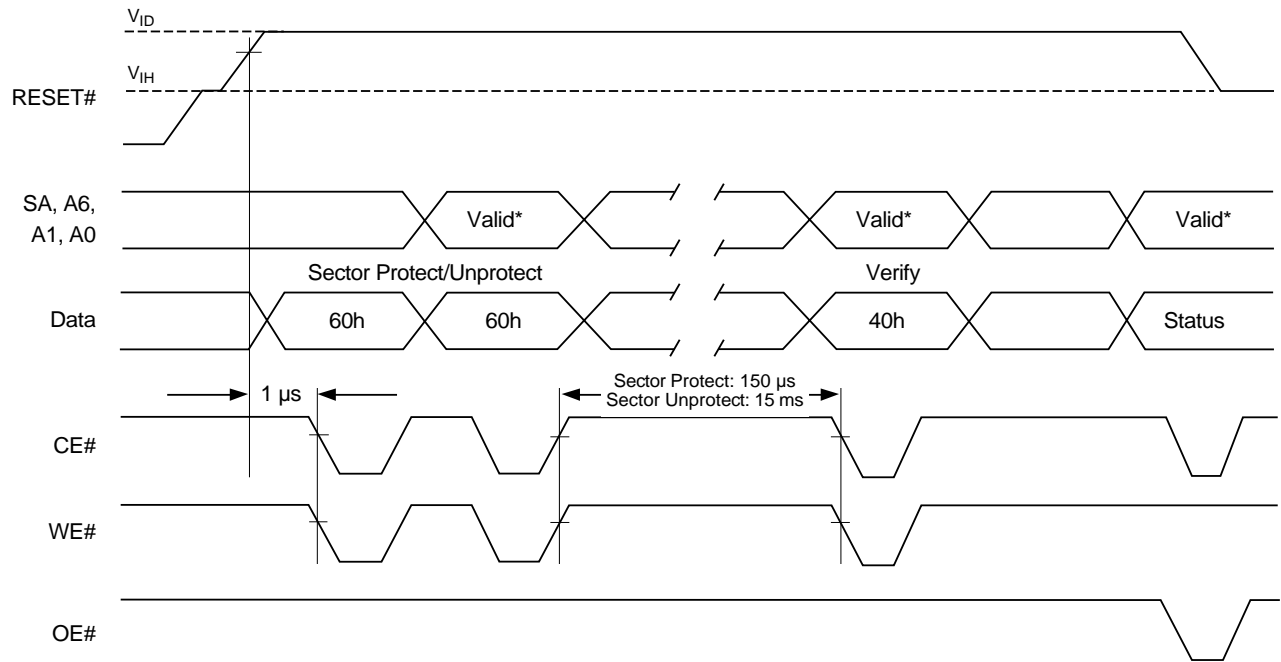 VID
VIH
RESET#
SA, A6,
A1, A0
Valid*
Valid*
Valid*
Sector Protect/Unprotect
Verify
Data
60h
60h
40h
Status
1 µs
Sector Protect: 150 µs
Sector Unprotect: 15 ms
CE#
WE#
OE#